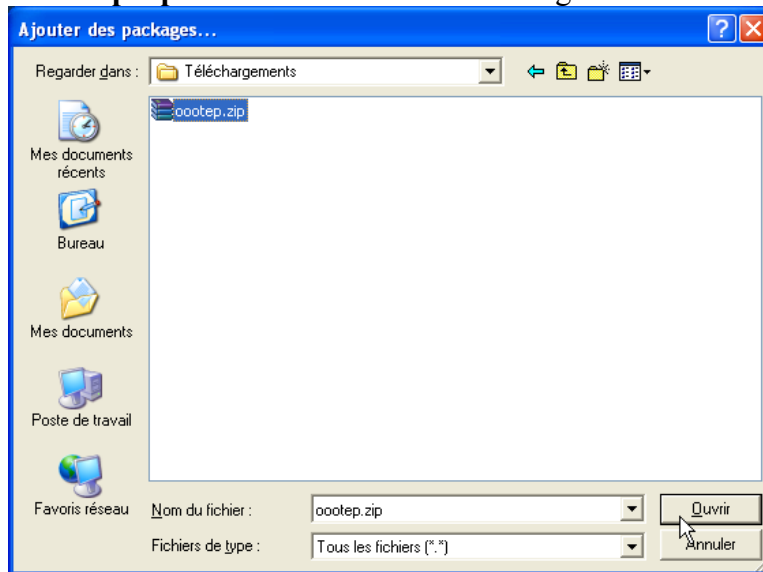 Ajouter des packages...
Regarder dans :
Téléchargements
oootep.zip
Mes documents
récents
Bureau
Mes documents
Poste de travail
Favoris réseau
Nom du fichier :
oootep.zip
Ouvrir
Fichiers de type :
Tous les fichiers (*.*)
Annuler